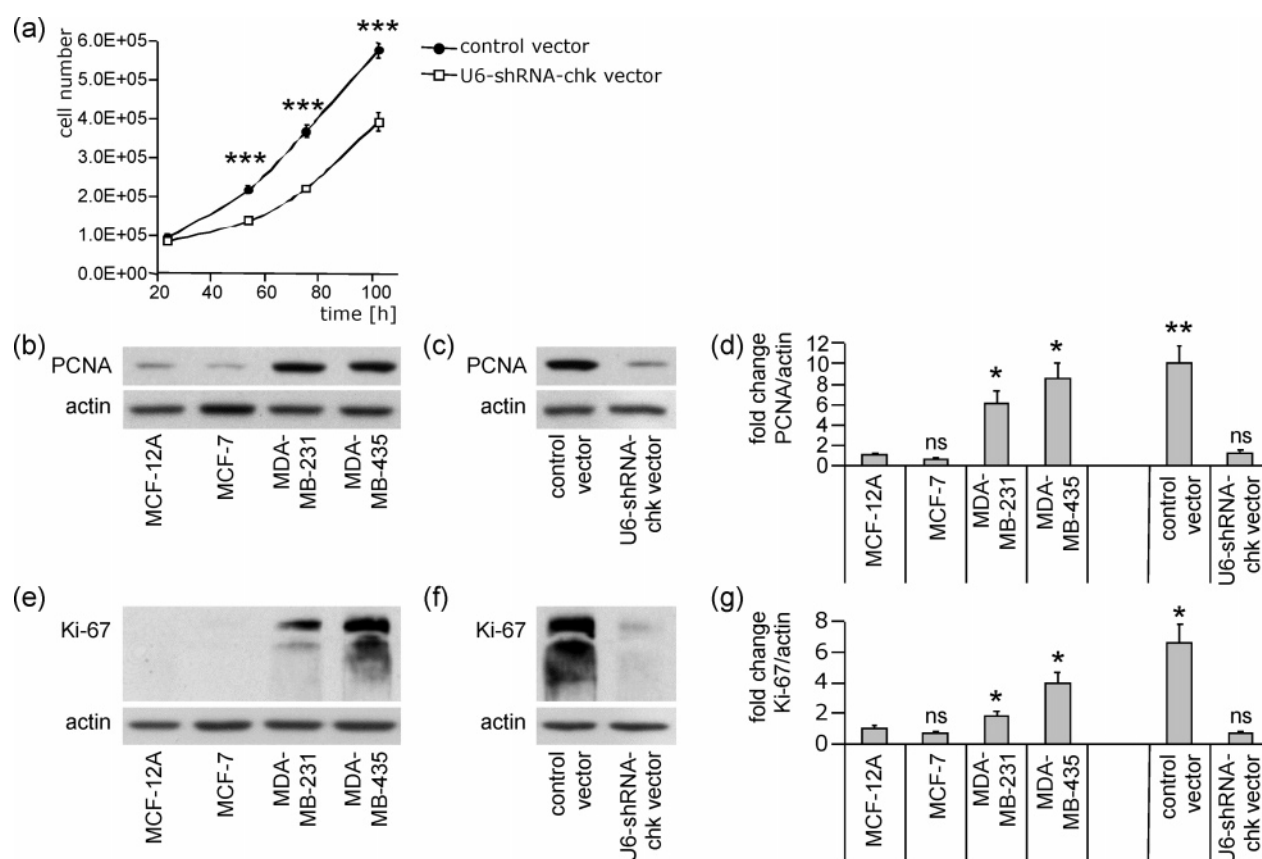 (a)
cell number
6.0E+05
5.0E+05
4.0E+05
3.0E+05
2.0E+05
1.0E+05
0.0E+00
20 40 60 80 100
time [h]
***
***
***
control vector
U6-shRNA-chk vector
(b)
PCNA
actin
MCF-12A
MCF-7
MDA-
MB-231
MDA-
MB-435
(c)
PCNA
actin
control
vector
U6-shRNA-
chk vector
(d)
fold change
PCNA/actin
12
10
8
6
4
2
0
ns
*
*
**
ns
MCF-12A
MCF-7
MDA-
MB-231
MDA-
MB-435
control
vector
U6-shRNA-
chk vector
(e)
Ki-67
actin
MCF-12A
MCF-7
MDA-
MB-231
MDA-
MB-435
(f)
Ki-67
actin
control
vector
U6-shRNA-
chk vector
(g)
fold change
Ki-67/actin
8
6
4
2
0
ns
*
*
*
ns
MCF-12A
MCF-7
MDA-
MB-231
MDA-
MB-435
control
vector
U6-shRNA-
chk vector